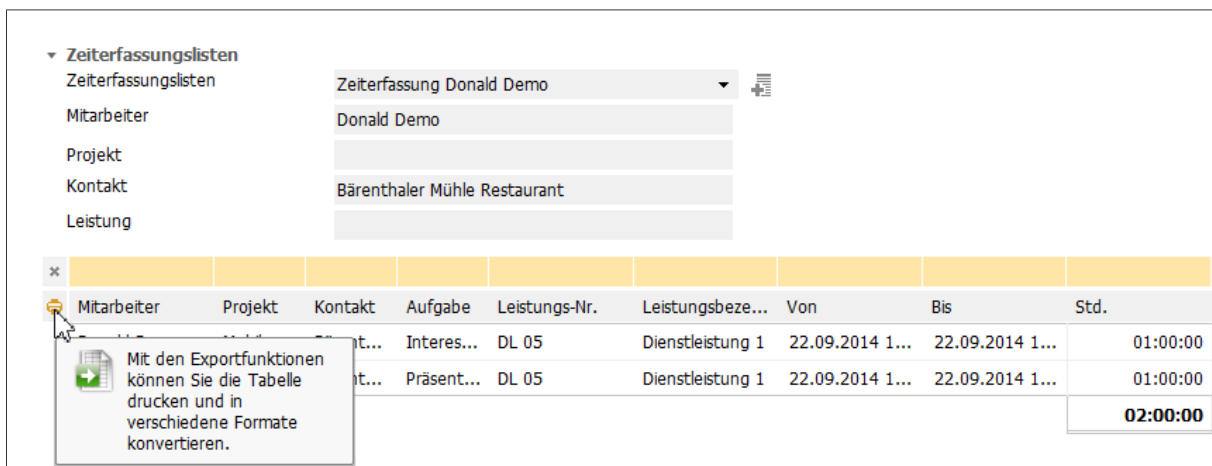 Zeiterfassungslisten
Zeiterfassungslisten Zeiterfassung Donald Demo
Mitarbeiter Donald Demo
Projekt
Kontakt Bärenthaler Mühle Restaurant
Leistung
Mitarbeiter Projekt Kontakt Aufgabe Leistungs-Nr. Leistungsbeze... Von Bis Std.
Interes... DL 05 Dienstleistung 1 22.09.2014 1... 22.09.2014 1... 01:00:00
Präsent... DL 05 Dienstleistung 1 22.09.2014 1... 22.09.2014 1... 01:00:00
02:00:00
Mit den Exportfunktionen
können Sie die Tabelle
drucken und in
verschiedene Formate
konvertieren.